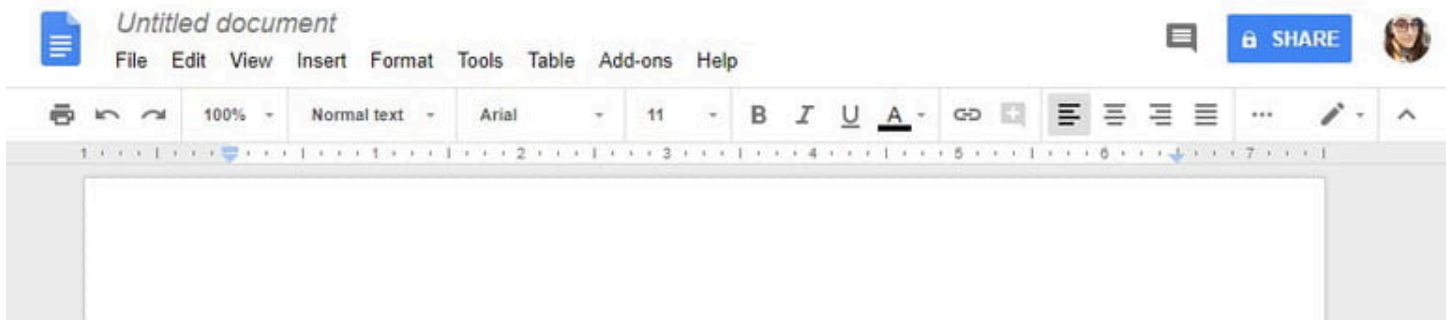 Untitled document
SHARE
File Edit View Insert Format Tools Table Add-ons Help
100% Normal text Arial 11 B I U A ...
1 1 2 3 4 5 6 7